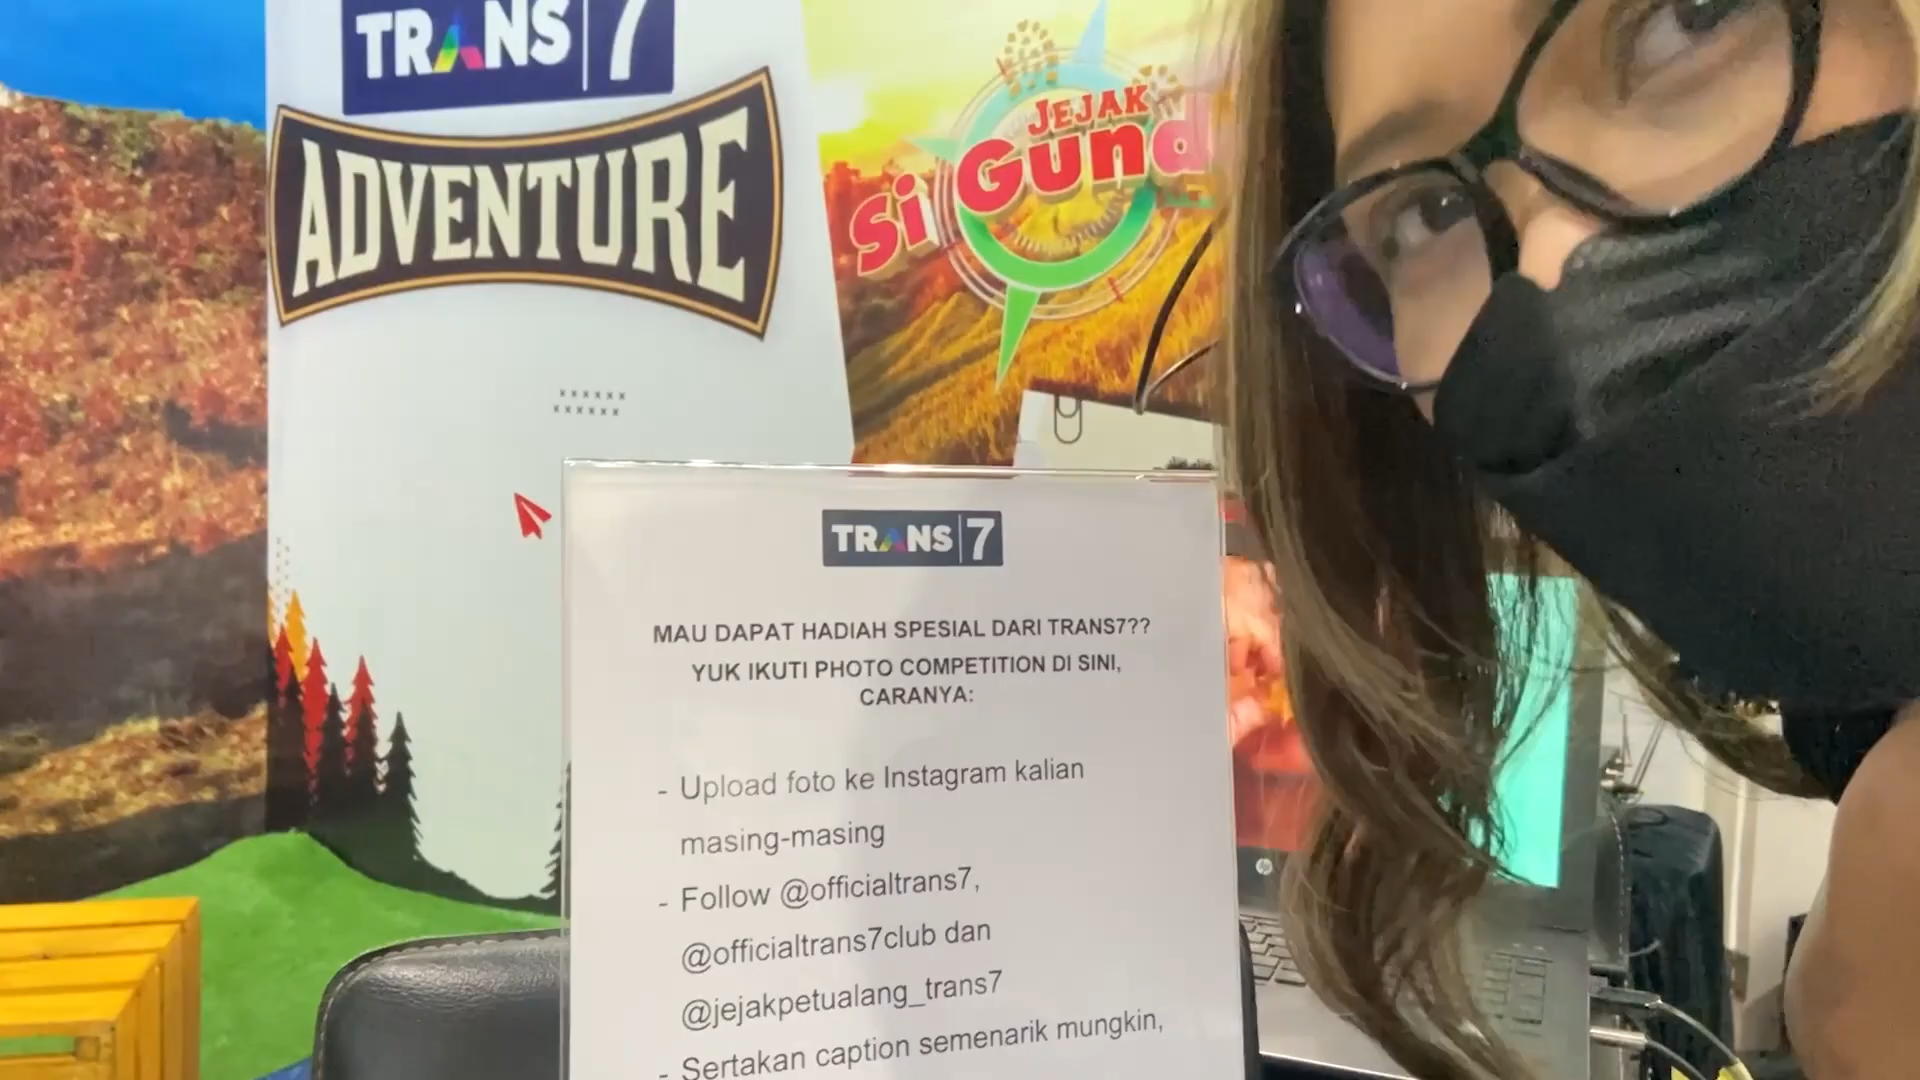 TRANS|7
ADVENTURE
JEJAK
Si Gund
TRANS|7
MAU DAPAT HADIAH SPESIAL DARI TRANS7??
YUK IKUTI PHOTO COMPETITION DI SINI,
CARANYA:
- Upload foto ke Instagram kalian
masing-masing
- Follow @officialtrans7,
@officialtrans7club dan
@jejakpetualang_trans7
- Sertakan caption semenarik mungkin,
hp